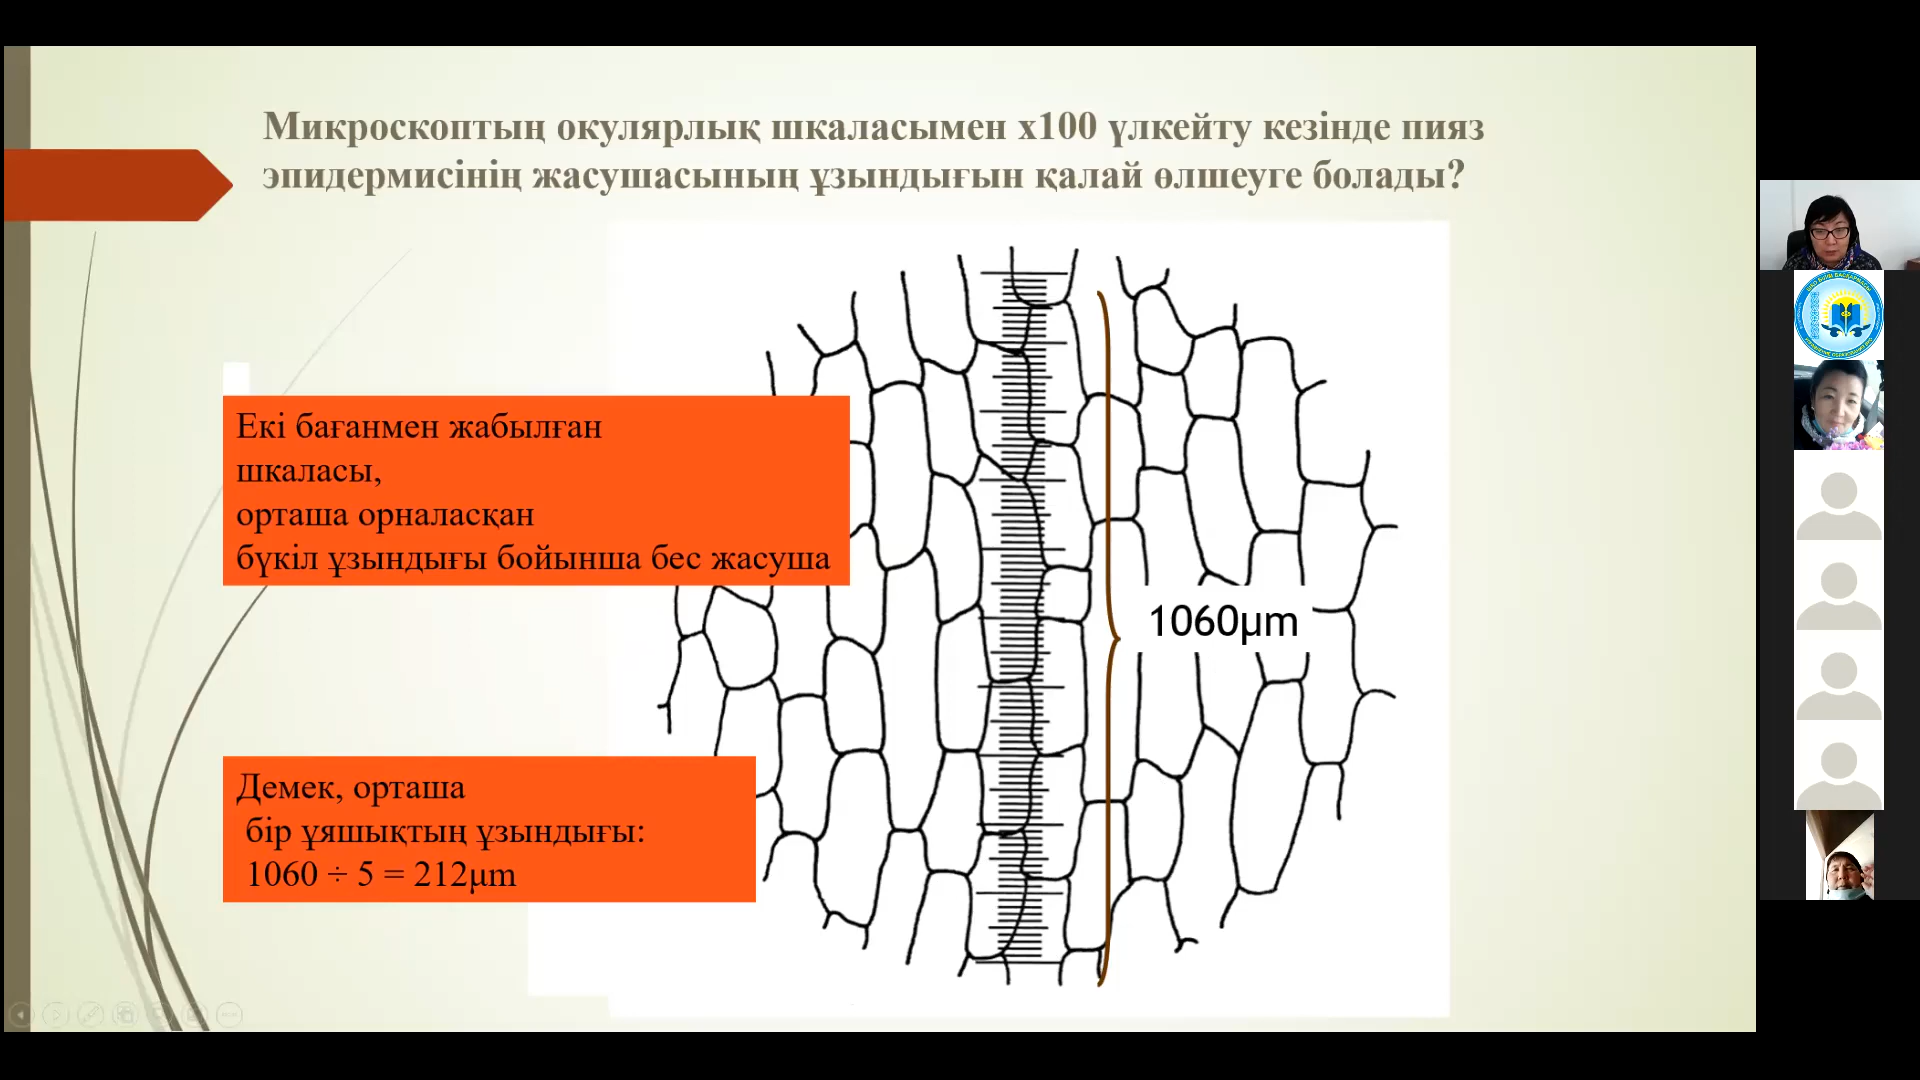 Микроскоптың окулярлық шкаласымен х100 үлкейту кезінде пияз
эпидермисінің жасушасының ұзындығын қалай өлшеуге болады?
Екі бағанмен жабылған
шкаласы,
орташа орналасқан
бүкіл ұзындығы бойынша бес жасуша
1060µm
Демек, орташа
бір ұяшықтың ұзындығы:
1060 ÷ 5 = 212µm